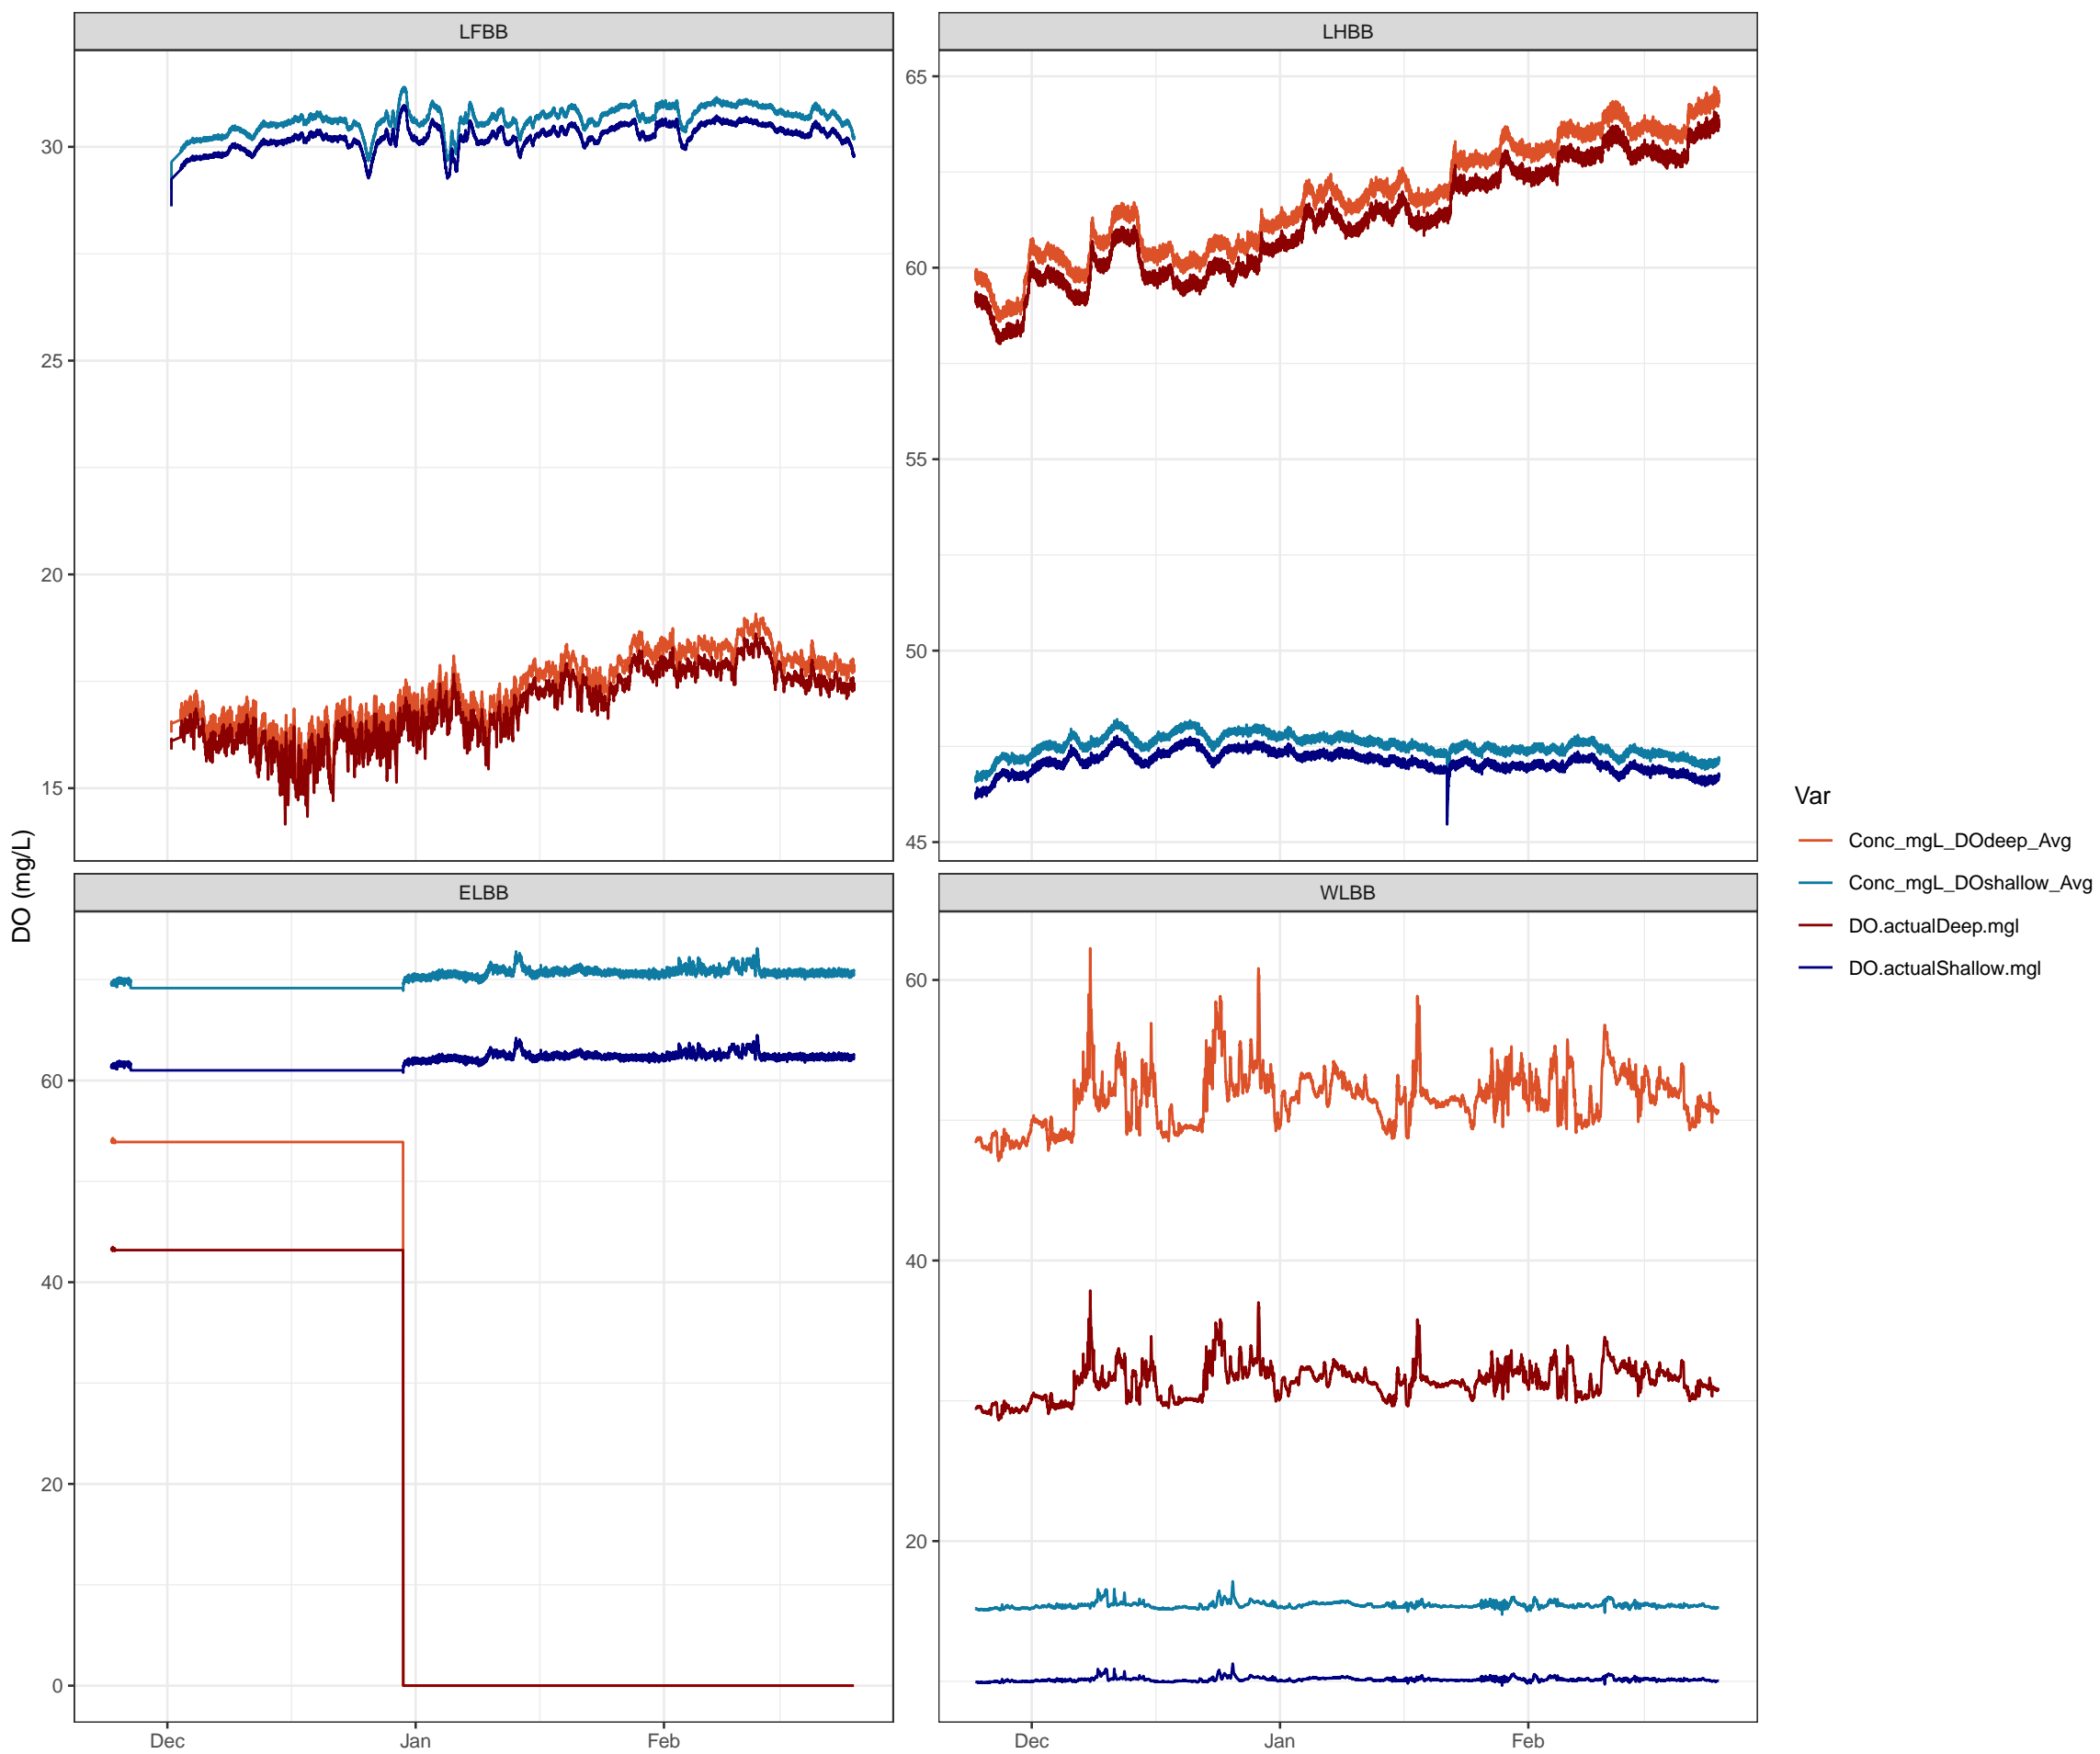 LFBB
LHBB
30
25
20
15
65
60
55
50
45
DO (mg/L)
ELBB
WLBB
60
40
20
0
60
40
20
Dec
Jan
Feb
Dec
Jan
Feb
Var
Conc_mgL_DOdeep_Avg
Conc_mgL_DOshallow_Avg
DO.actualDeep.mgl
DO.actualShallow.mgl